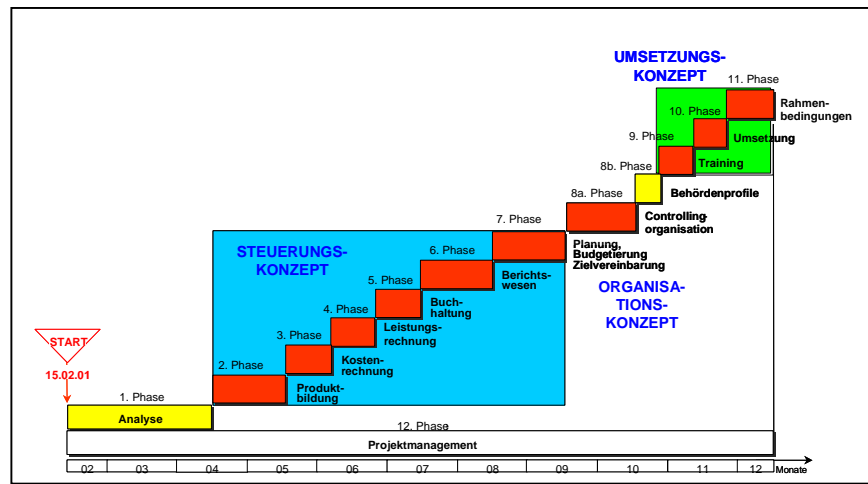 UMSETZUNGS-
KONZEPT
11. Phase
Rahmen-
bedingungen
10. Phase
Umsetzung
9. Phase
Training
8b. Phase
Behördenprofile
8a. Phase
Controlling-
organisation
7. Phase
Planung,
Budgetierung
Zielvereinbarung
STEUERUNGS-
KONZEPT
6. Phase
Berichts-
wesen
ORGANISA-
TIONS-
KONZEPT
5. Phase
Buch-
haltung
4. Phase
Leistungs-
rechnung
3. Phase
Kosten-
rechnung
2. Phase
Produkt-
bildung
START
15.02.01
1. Phase
Analyse
12. Phase
Projektmanagement
02 03 04 05 06 07 08 09 10 11 12 Monate